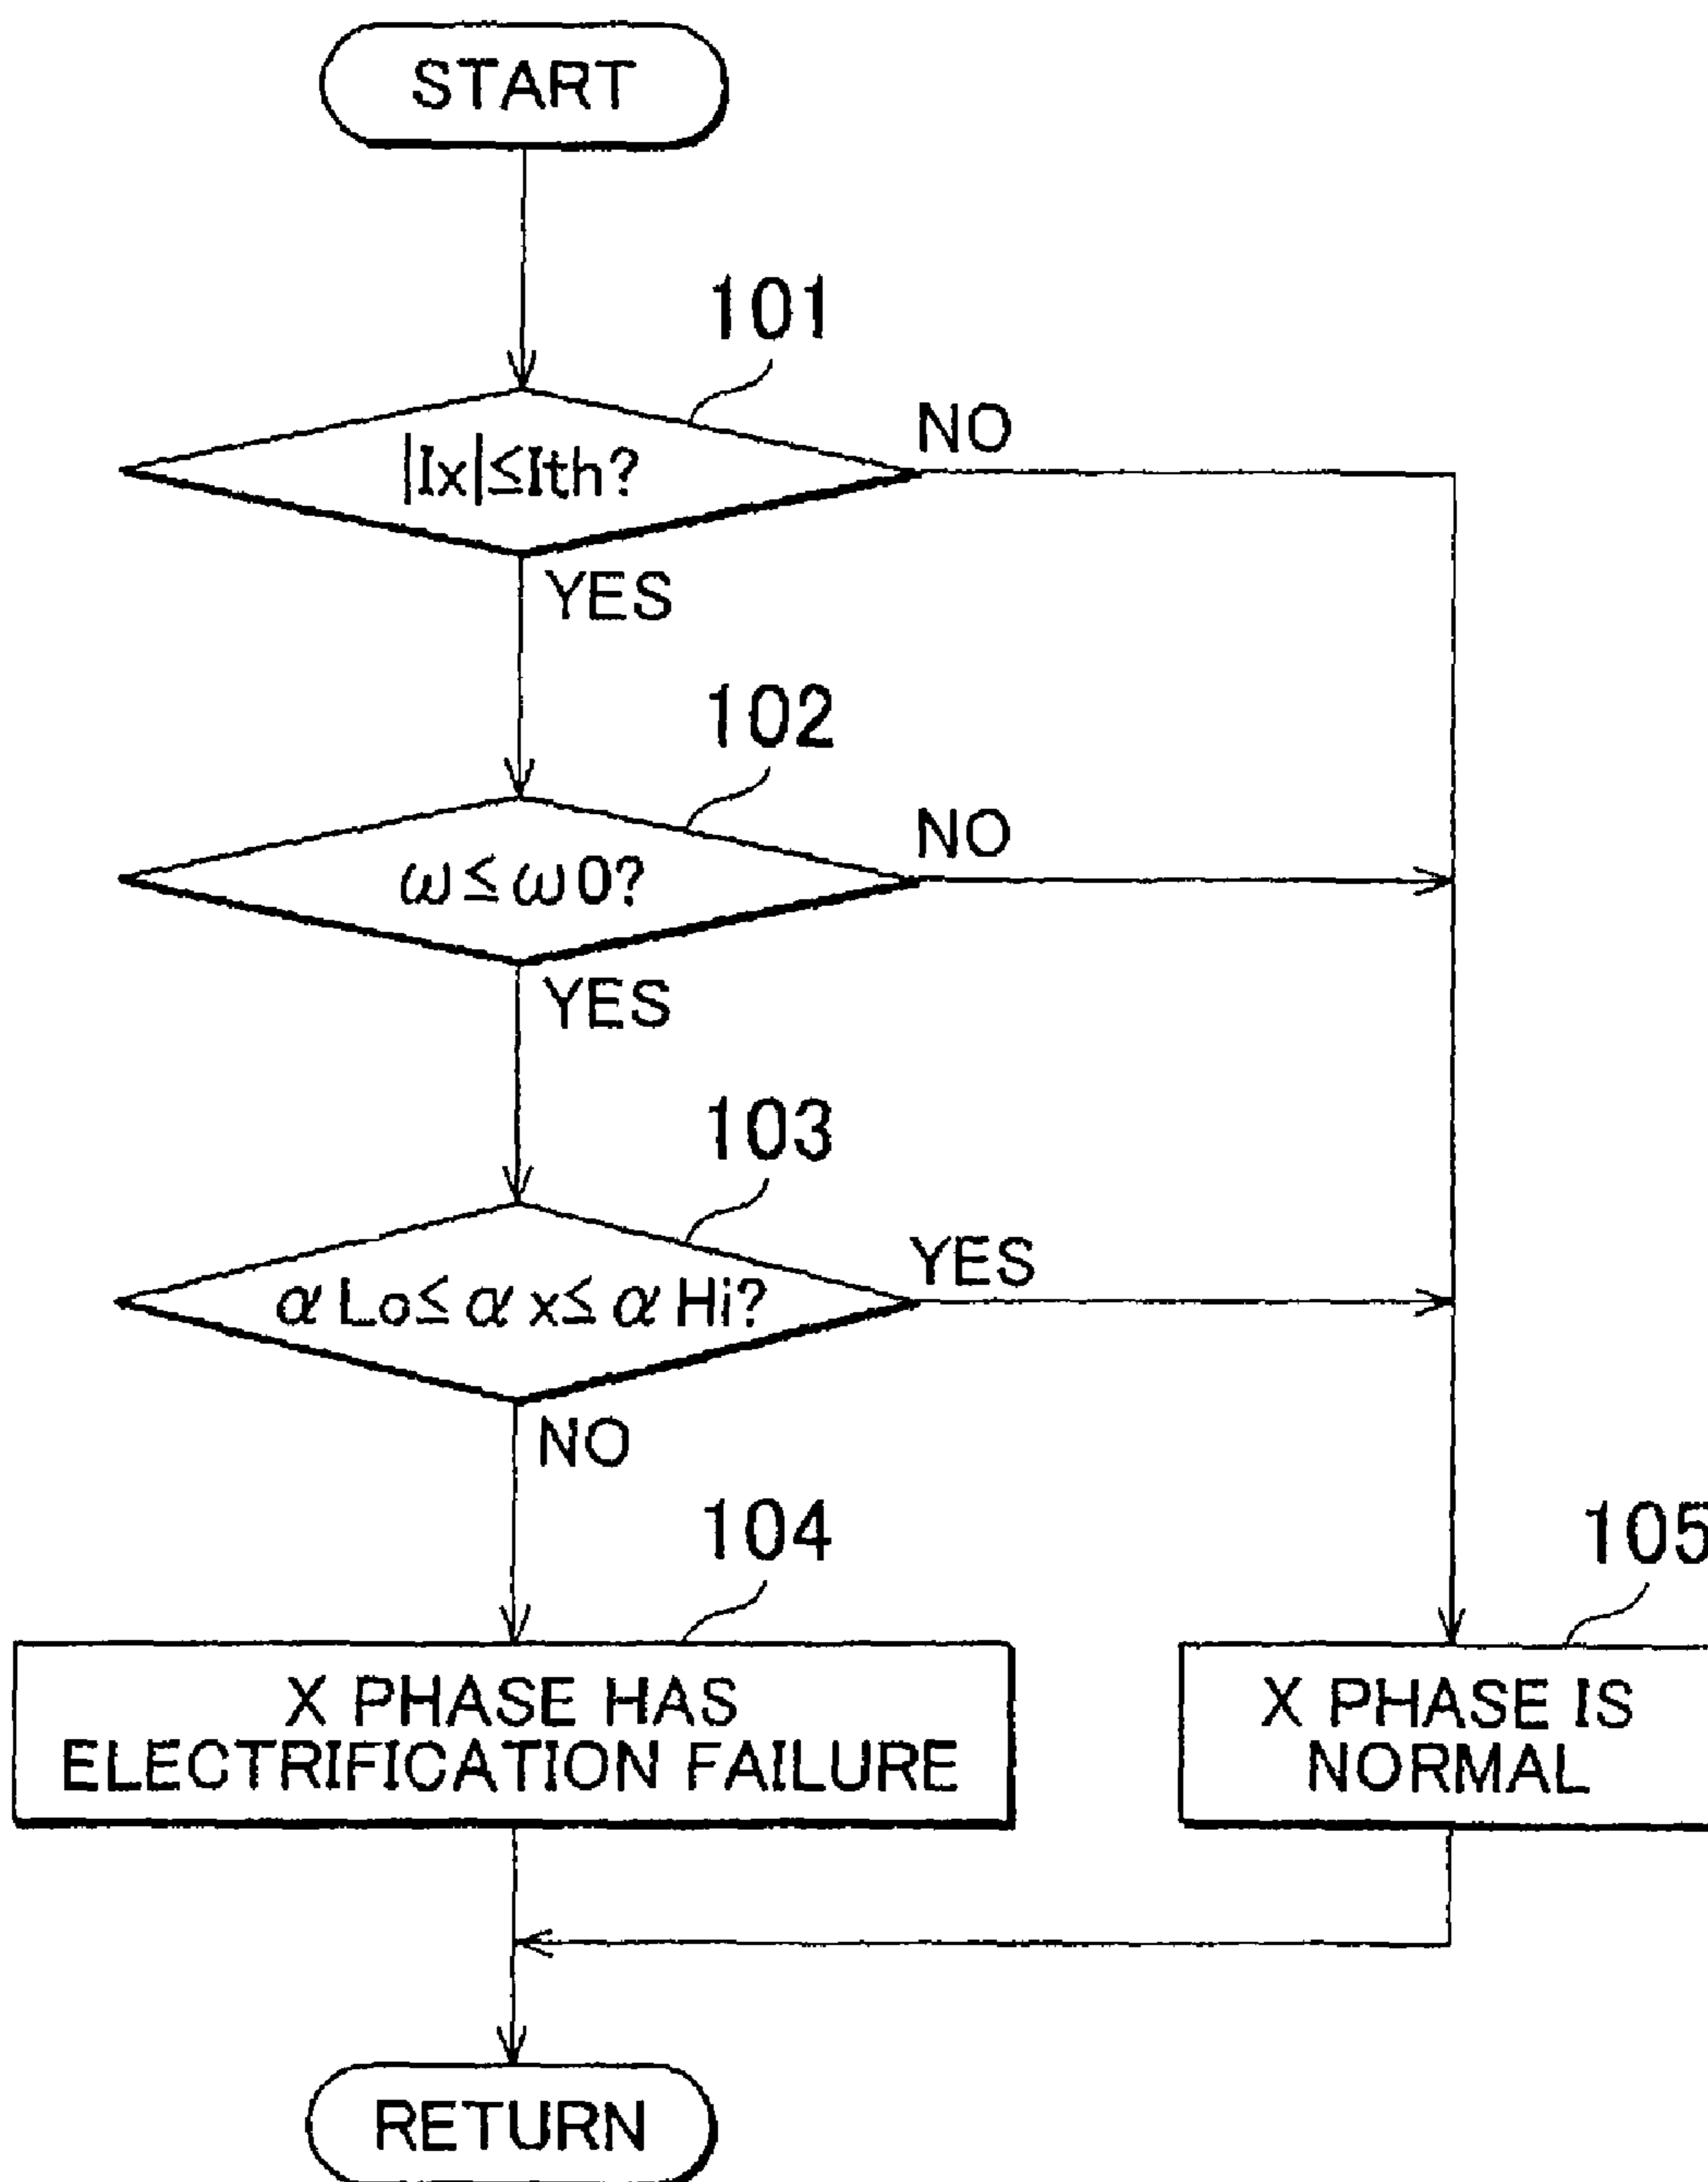 START
101
|Ix|≤Ith?
NO
YES
102
ω≤ω0?
NO
YES
103
αLo≤αx≤αHi?
YES
NO
104
105
X PHASE HAS
ELECTRIFICATION FAILURE
X PHASE IS
NORMAL
RETURN